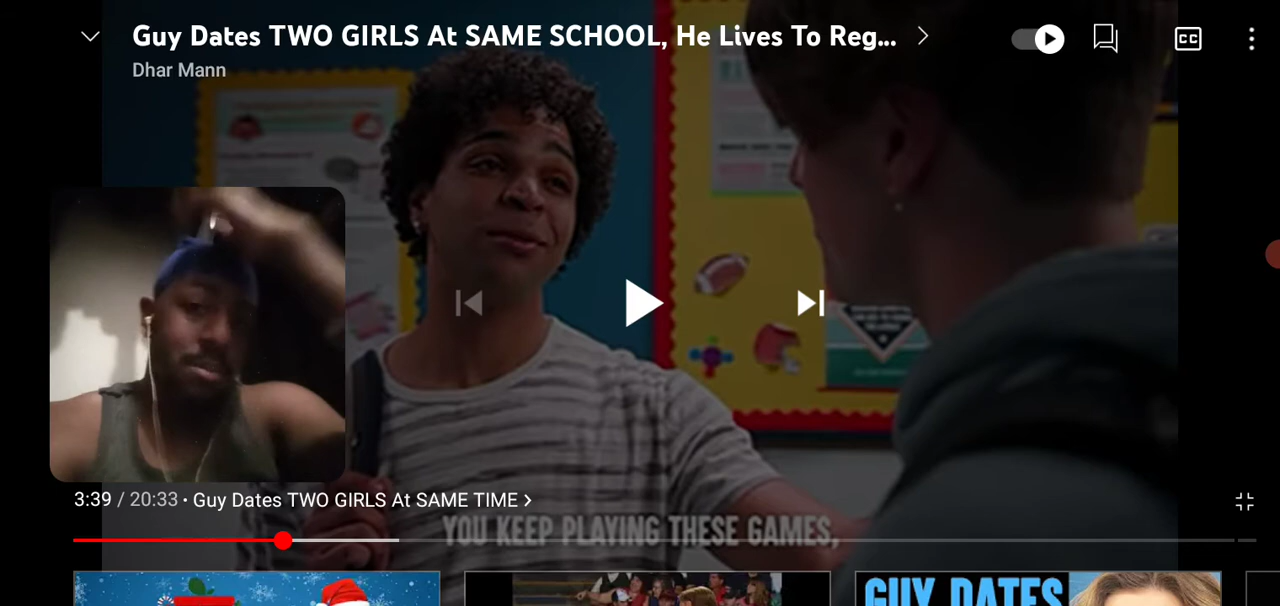 Guy Dates TWO GIRLS At SAME SCHOOL, He Lives To Reg...
Dhar Mann
CC
3:39 / 20:33 · Guy Dates TWO GIRLS At SAME TIME >
YOU KEEP PLAYING THESE GAMES,
GUY DATES